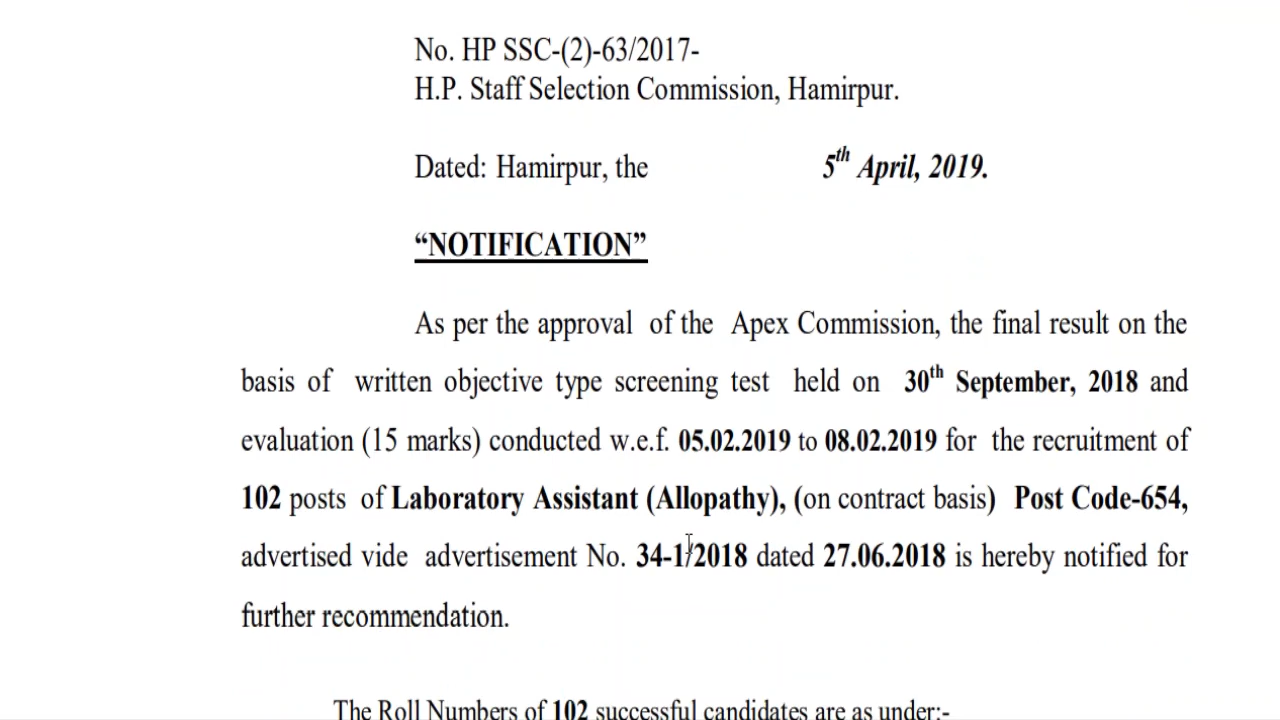 No. HP SSC-(2)-63/2017-
H.P. Staff Selection Commission, Hamirpur.
Dated: Hamirpur, the 5th April, 2019.
“NOTIFICATION”
As per the approval of the Apex Commission, the final result on the
basis of written objective type screening test held on 30th September, 2018 and
evaluation (15 marks) conducted w.e.f. 05.02.2019 to 08.02.2019 for the recruitment of
102 posts of Laboratory Assistant (Allopathy), (on contract basis) Post Code-654,
advertised vide advertisement No. 34-1/2018 dated 27.06.2018 is hereby notified for
further recommendation.
The Roll Numbers of 102 successful candidates are as under:-